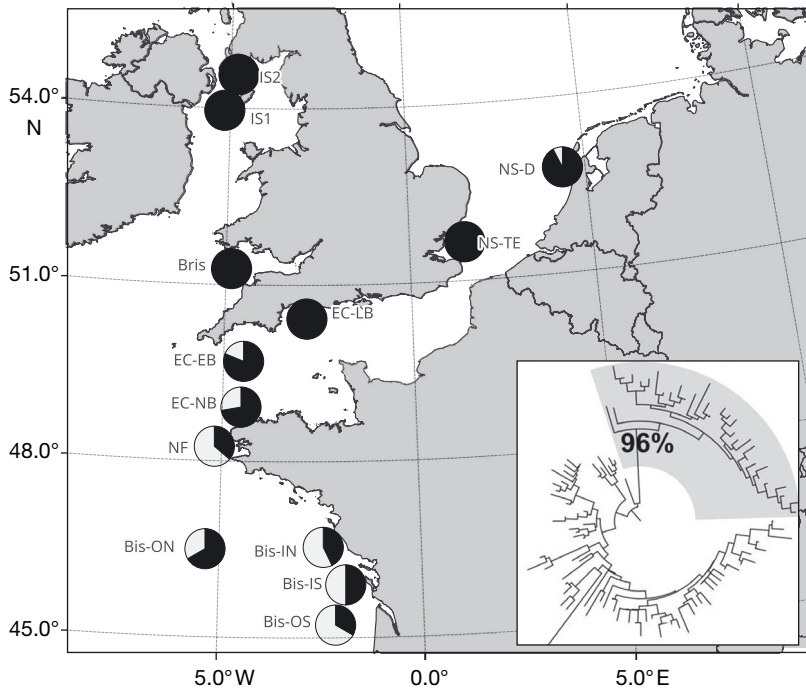 54.0°
N
IS2
IS1
NS-D
NS-TE
Bris
51.0°
EC-LB
EC-EB
EC-NB
NF
48.0°
96%
Bis-ON
Bis-IN
Bis-IS
Bis-OS
45.0°
5.0°W
0.0°
5.0°E